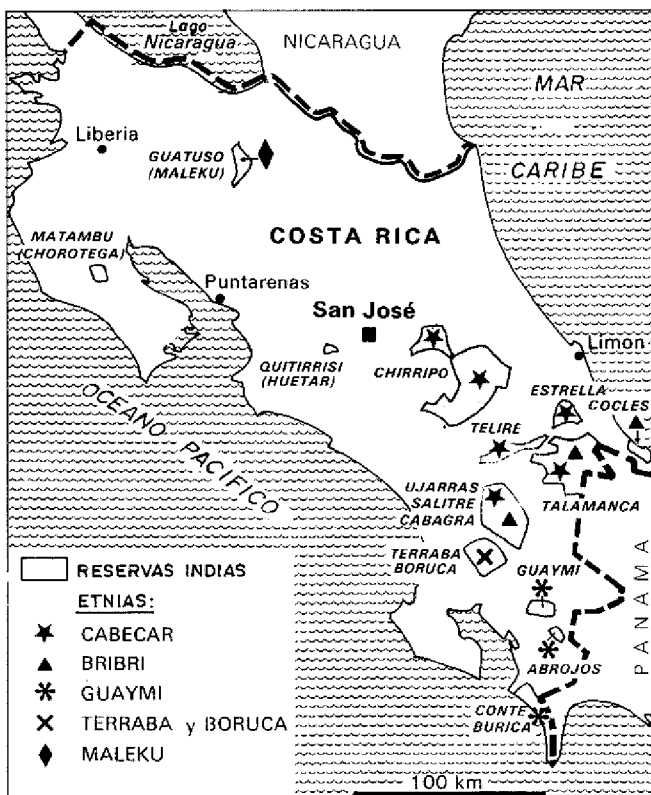 Lago
Nicaragua
NICARAGUA
MAR
CARIBE
Liberia
GUATUSO
(MALEKU)
COSTA RICA
MATAMBU
(CHOROTEGA)
Puntarenas
San José
QUITIRRISI
(HUETAR)
CHIRRIPO
Limon
ESTRELLA
COCLES
TELIRE
OCEANO PACIFICO
UJARRAS
SALITRE
CABAGRA
TALAMANCA
TERRABA
BORUCA
GUAYMI
PANAMA
ABROJOS
CONTE
BURICA
RESERVAS INDIAS
ETNIAS:
CABECAR
BRIBRI
GUAYMI
TERRABA y BORUCA
MALEKU
100 km